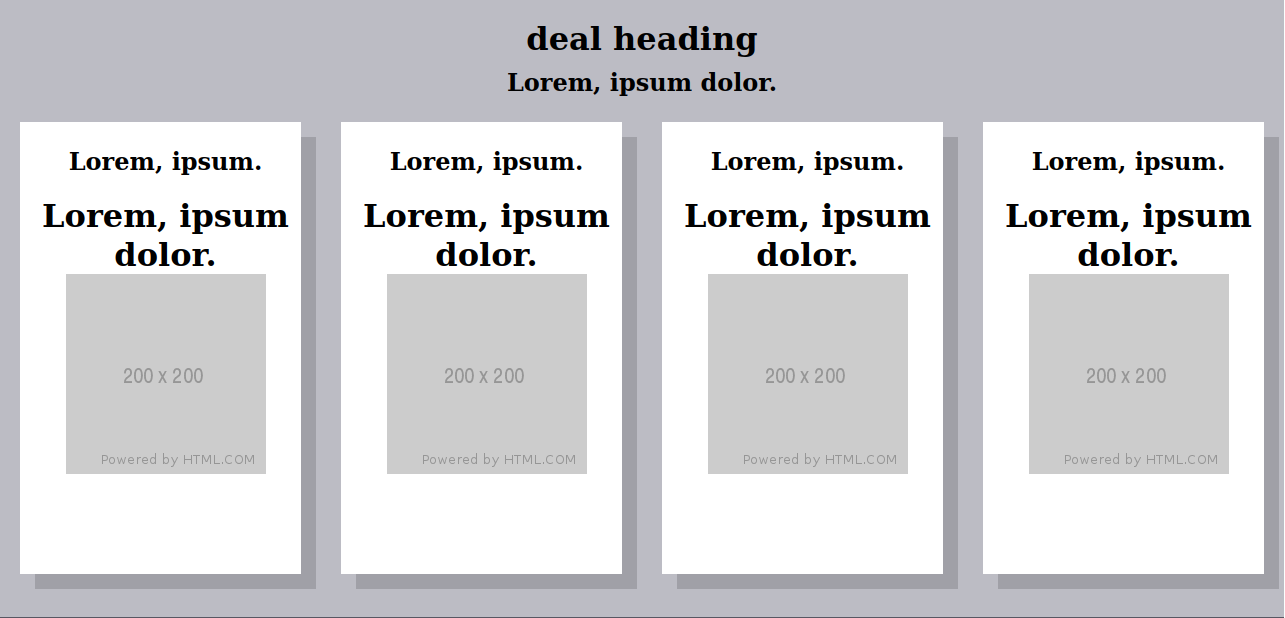 deal heading
Lorem, ipsum dolor.
Lorem, ipsum.
Lorem, ipsum
dolor.
200 x 200
Powered by HTML.COM
Lorem, ipsum.
Lorem, ipsum
dolor.
200 x 200
Powered by HTML.COM
Lorem, ipsum.
Lorem, ipsum
dolor.
200 x 200
Powered by HTML.COM
Lorem, ipsum.
Lorem, ipsum
dolor.
200 x 200
Powered by HTML.COM